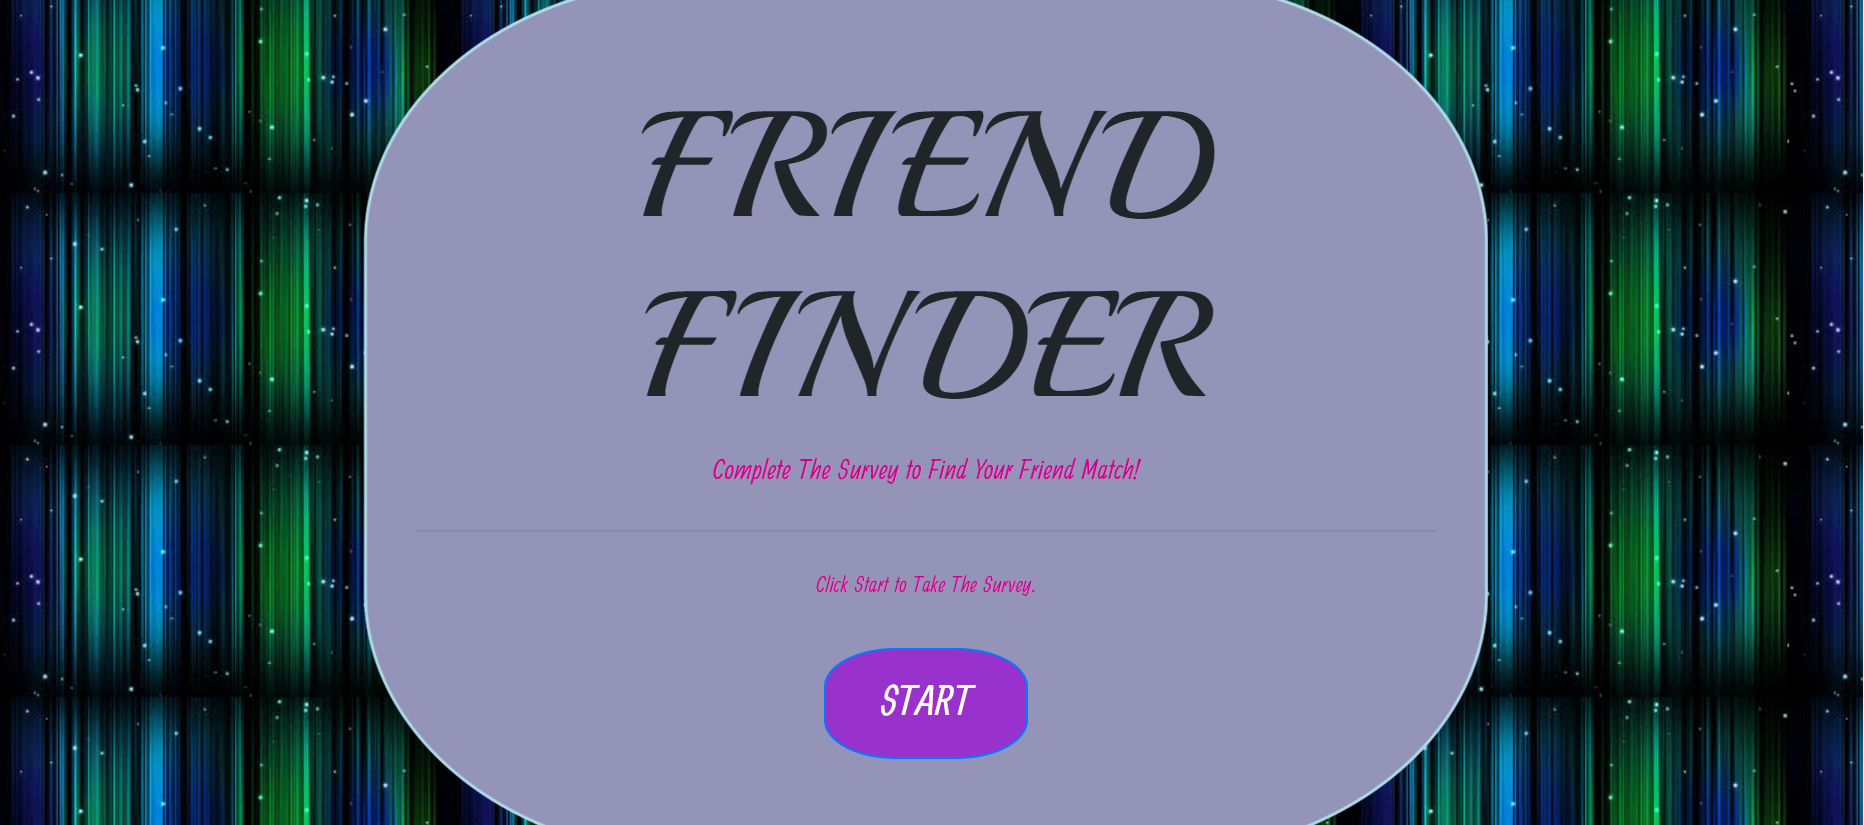 FRIEND
FINDER
Complete The Survey to Find Your Friend Match!
Click Start to Take The Survey.
START